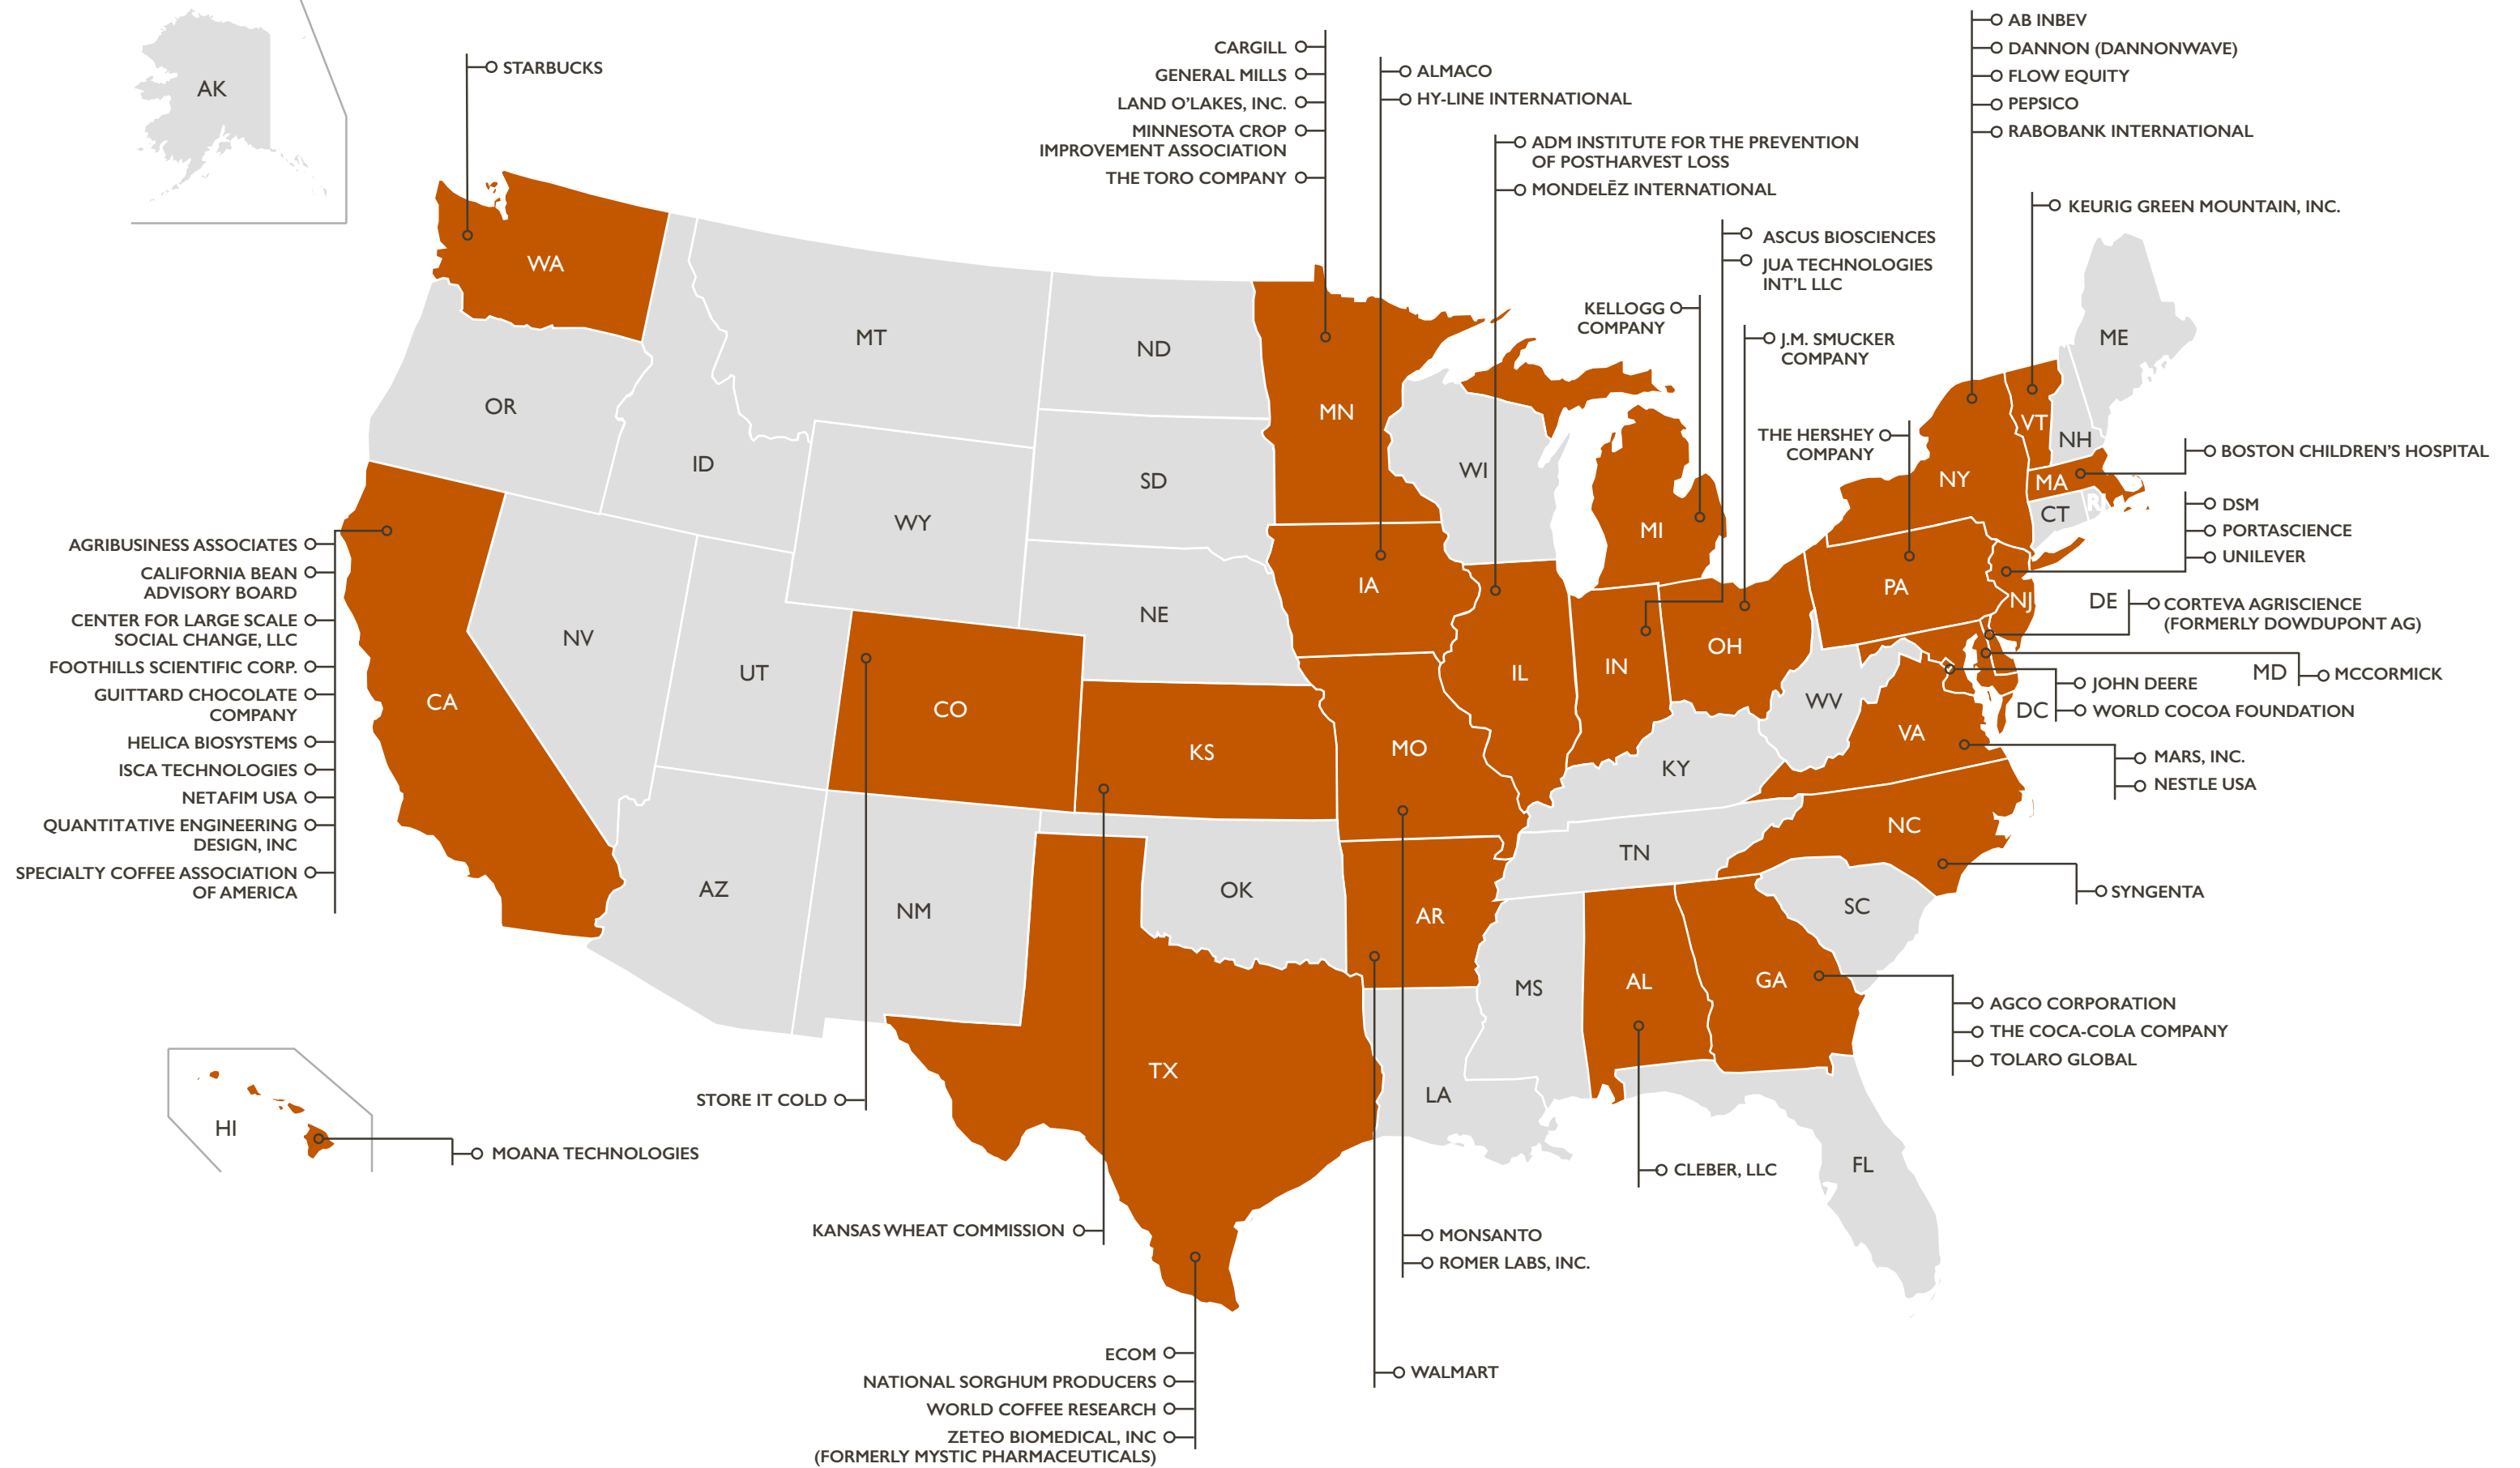 AK
STARBUCKS
CARGILL
GENERAL MILLS
LAND O'LAKES, INC.
MINNESOTA CROP
IMPROVEMENT ASSOCIATION
THE TORO COMPANY
ALMACO
HY-LINE INTERNATIONAL
ADM INSTITUTE FOR THE PREVENTION
OF POSTHARVEST LOSS
MONDELĒZ INTERNATIONAL
ASCUS BIOSCIENCES
JUA TECHNOLOGIES
INT'L LLC
KELLOGG
COMPANY
J.M. SMUCKER
COMPANY
AB INBEV
DANNON (DANNONWAVE)
FLOW EQUITY
PEPSICO
RABOBANK INTERNATIONAL
KEURIG GREEN MOUNTAIN, INC.
THE HERSHEY
COMPANY
BOSTON CHILDREN'S HOSPITAL
DSM
PORTASCIENCE
UNILEVER
DE
CORTEVA AGRISCIENCE
(FORMERLY DOWDUPONT AG)
MD
MCCORMICK
DC
JOHN DEERE
WORLD COCOA FOUNDATION
MARS, INC.
NESTLE USA
SYNGENTA
AGCO CORPORATION
THE COCA-COLA COMPANY
TOLARO GLOBAL
CLEBER, LLC
MONSANTO
ROMER LABS, INC.
WALMART
ECOM
NATIONAL SORGHUM PRODUCERS
WORLD COFFEE RESEARCH
ZETEO BIOMEDICAL, INC
(FORMERLY MYSTIC PHARMACEUTICALS)
KANSAS WHEAT COMMISSION
STORE IT COLD
HI
MOANA TECHNOLOGIES
AGRIBUSINESS ASSOCIATES
CALIFORNIA BEAN
ADVISORY BOARD
CENTER FOR LARGE SCALE
SOCIAL CHANGE, LLC
FOOTHILLS SCIENTIFIC CORP.
GUITTARD CHOCOLATE
COMPANY
HELICA BIOSYSTEMS
ISCA TECHNOLOGIES
NETAFIM USA
QUANTITATIVE ENGINEERING
DESIGN, INC
SPECIALTY COFFEE ASSOCIATION
OF AMERICA
WA
OR
CA
NV
ID
MT
WY
UT
AZ
CO
NM
ND
SD
NE
KS
OK
TX
MN
IA
MO
AR
LA
WI
IL
MI
IN
OH
KY
TN
MS
AL
GA
FL
SC
NC
VA
WV
PA
NY
NJ
VT
NH
ME
MA
CT
RI